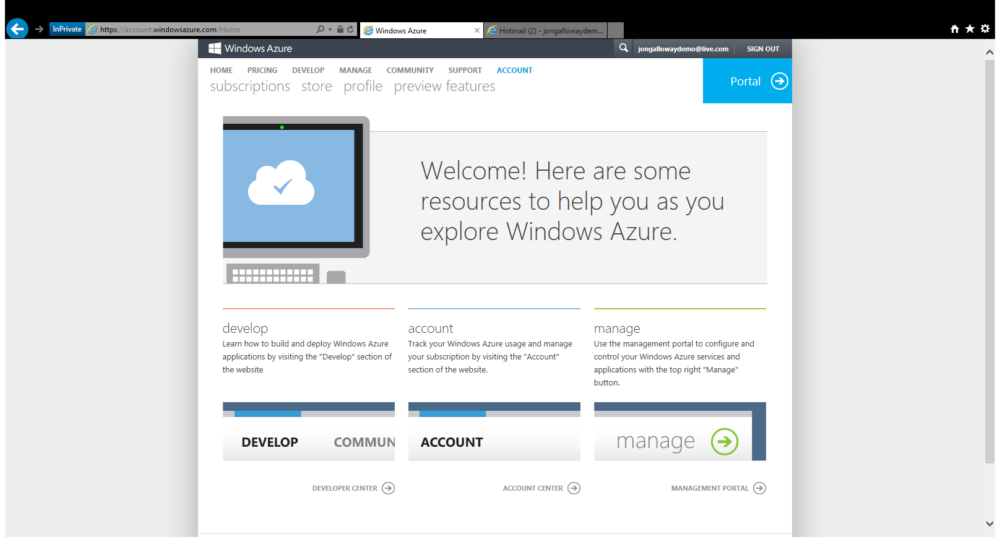 InPrivate https://account.windowsazure.com/Home Windows Azure Hotmail (2) - jongallowaydem...
Windows Azure jongallowaydemo@live.com SIGN OUT
HOME PRICING DEVELOP MANAGE COMMUNITY SUPPORT ACCOUNT
subscriptions store profile preview features
Portal
Welcome! Here are some
resources to help you as you
explore Windows Azure.
develop
Learn how to build and deploy Windows Azure
applications by visiting the "Develop" section of
the website
account
Track your Windows Azure usage and manage
your subscription by visiting the "Account"
section of the website.
manage
Use the management portal to configure and
control your Windows Azure services and
applications with the top right "Manage"
button.
DEVELOP COMMUN
ACCOUNT
manage
DEVELOPER CENTER
ACCOUNT CENTER
MANAGEMENT PORTAL